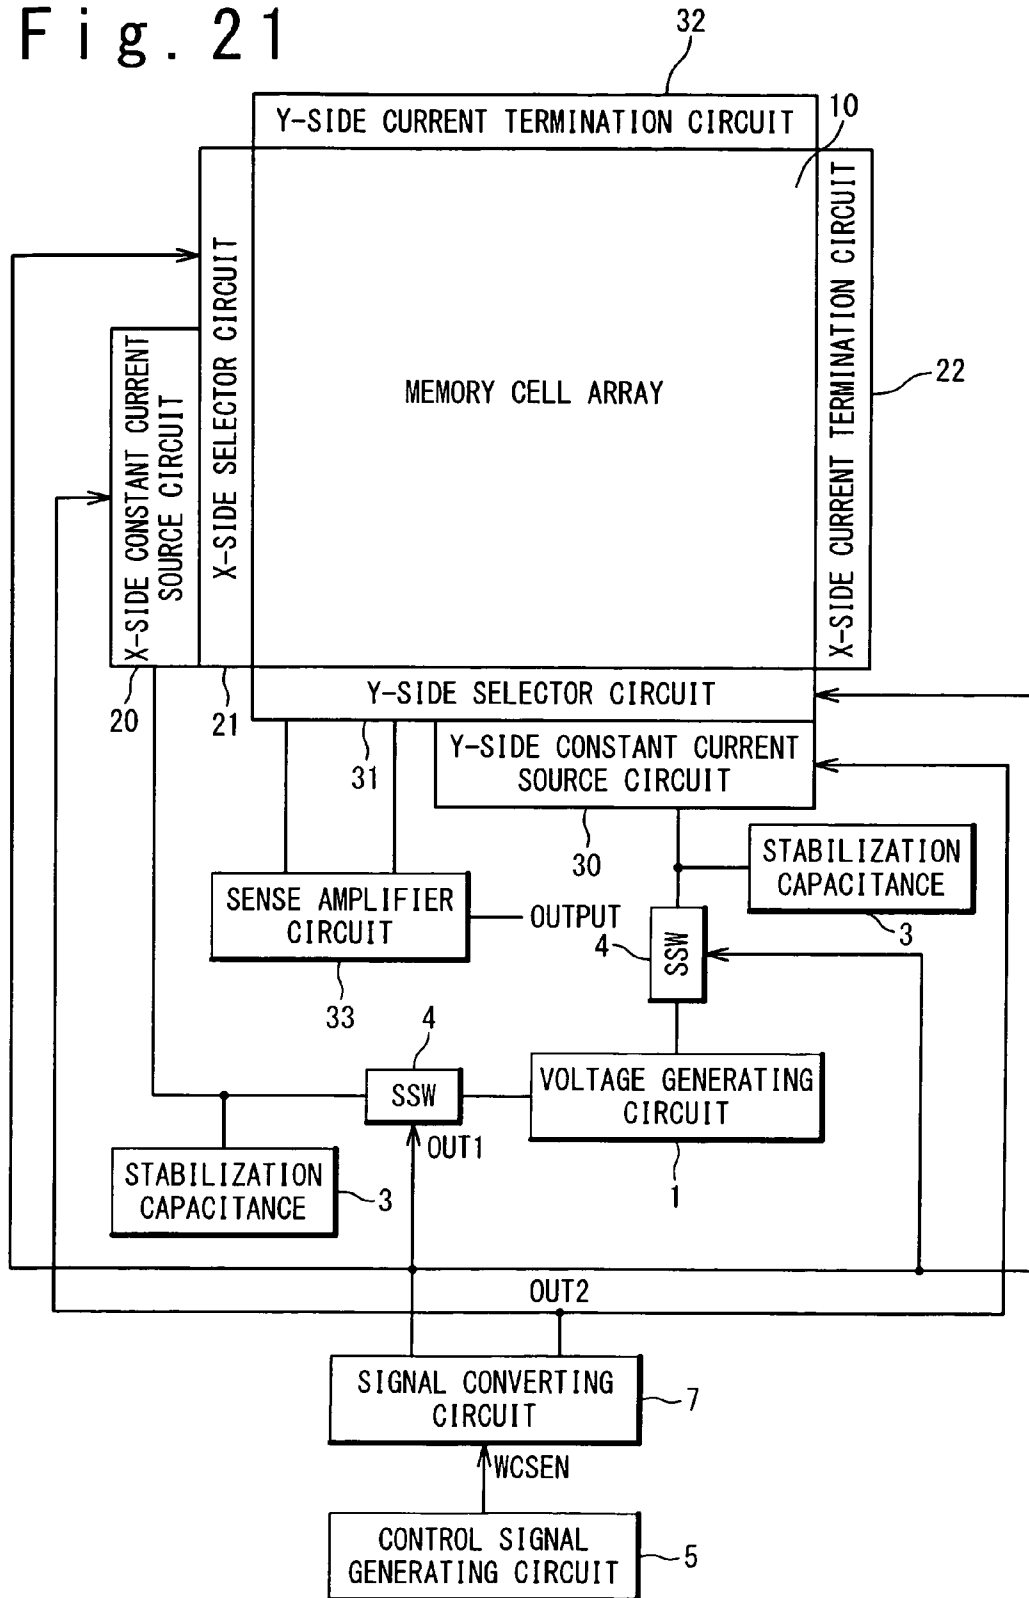 Fig. 21
32
Y-SIDE CURRENT TERMINATION CIRCUIT
10
X-SIDE CONSTANT CURRENT
SOURCE CIRCUIT
X-SIDE SELECTOR CIRCUIT
MEMORY CELL ARRAY
X-SIDE CURRENT TERMINATION CIRCUIT
22
20
21
Y-SIDE SELECTOR CIRCUIT
31
Y-SIDE CONSTANT CURRENT
SOURCE CIRCUIT
30
STABILIZATION
CAPACITANCE
3
SENSE AMPLIFIER
CIRCUIT
OUTPUT
33
4
SSW
4
SSW
OUT1
VOLTAGE GENERATING
CIRCUIT
1
STABILIZATION
CAPACITANCE
3
OUT2
SIGNAL CONVERTING
CIRCUIT
7
WCSEN
CONTROL SIGNAL
GENERATING CIRCUIT
5